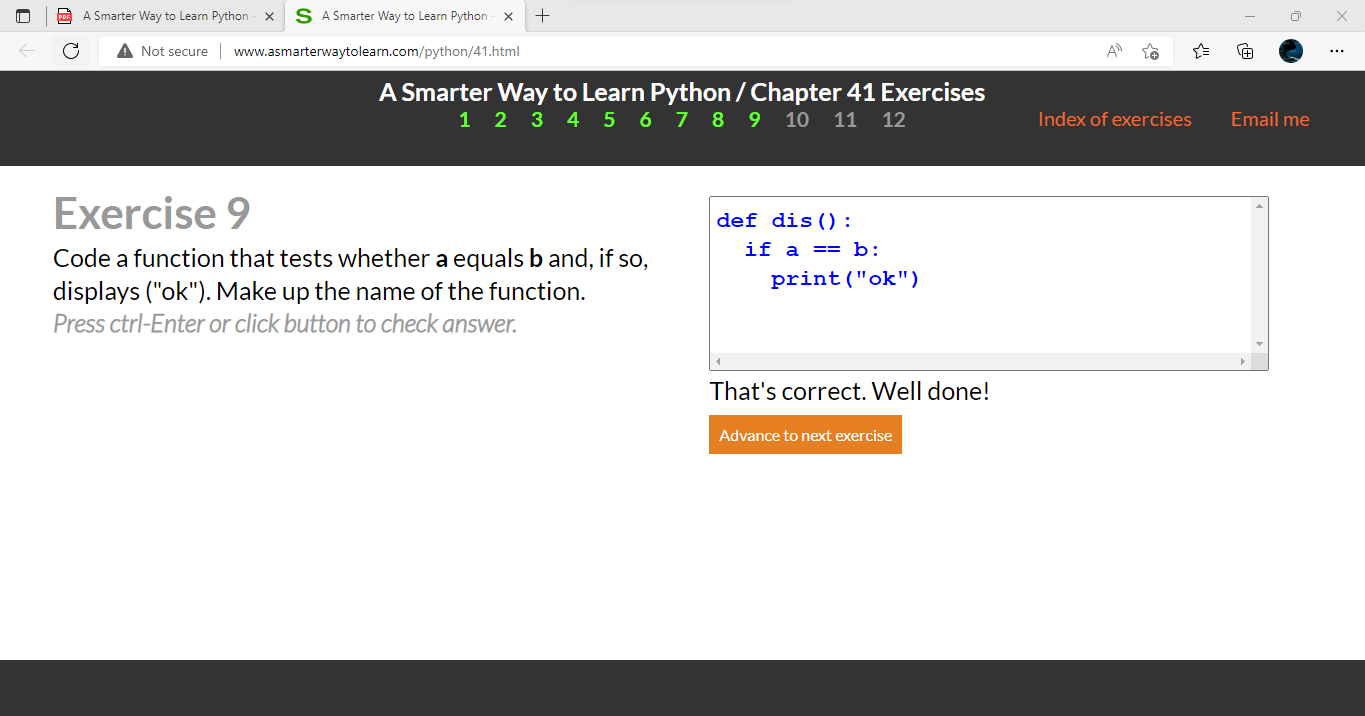 A Smarter Way to Learn Python -
A Smarter Way to Learn Python -
Not secure
www.asmarterwaytolearn.com/python/41.html
A Smarter Way to Learn Python / Chapter 41 Exercises
1 2 3 4 5 6 7 8 9 10 11 12
Index of exercises
Email me
Exercise 9
Code a function that tests whether a equals b and, if so,
displays ("ok"). Make up the name of the function.
Press ctrl-Enter or click button to check answer.
def dis():
  if a == b:
    print("ok")
That's correct. Well done!
Advance to next exercise